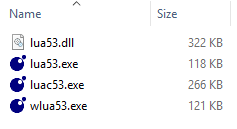 Name Size
lua53.dll 322 KB
lua53.exe 118 KB
luac53.exe 266 KB
wlua53.exe 121 KB